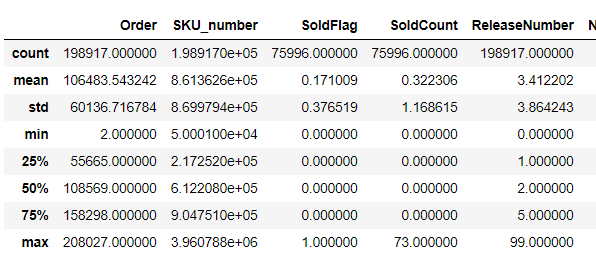 Order SKU_number SoldFlag SoldCount ReleaseNumber N
count 198917.000000 1.989170e+05 75996.000000 75996.000000 198917.000000
mean 106483.543242 8.613626e+05 0.171009 0.322306 3.412202
std 60136.716784 8.699794e+05 0.376519 1.168615 3.864243
min 2.000000 5.000100e+04 0.000000 0.000000 0.000000
25% 55665.000000 2.172520e+05 0.000000 0.000000 1.000000
50% 108569.000000 6.122080e+05 0.000000 0.000000 2.000000
75% 158298.000000 9.047510e+05 0.000000 0.000000 5.000000
max 208027.000000 3.960788e+06 1.000000 73.000000 99.000000